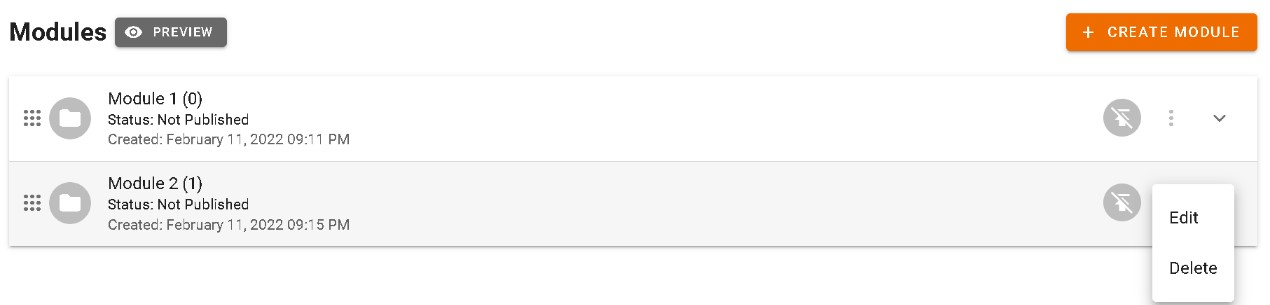 Modules
PREVIEW
+ CREATE MODULE
Module 1 (0)
Status: Not Published
Created: February 11, 2022 09:11 PM
Module 2 (1)
Status: Not Published
Created: February 11, 2022 09:15 PM
Edit
Delete